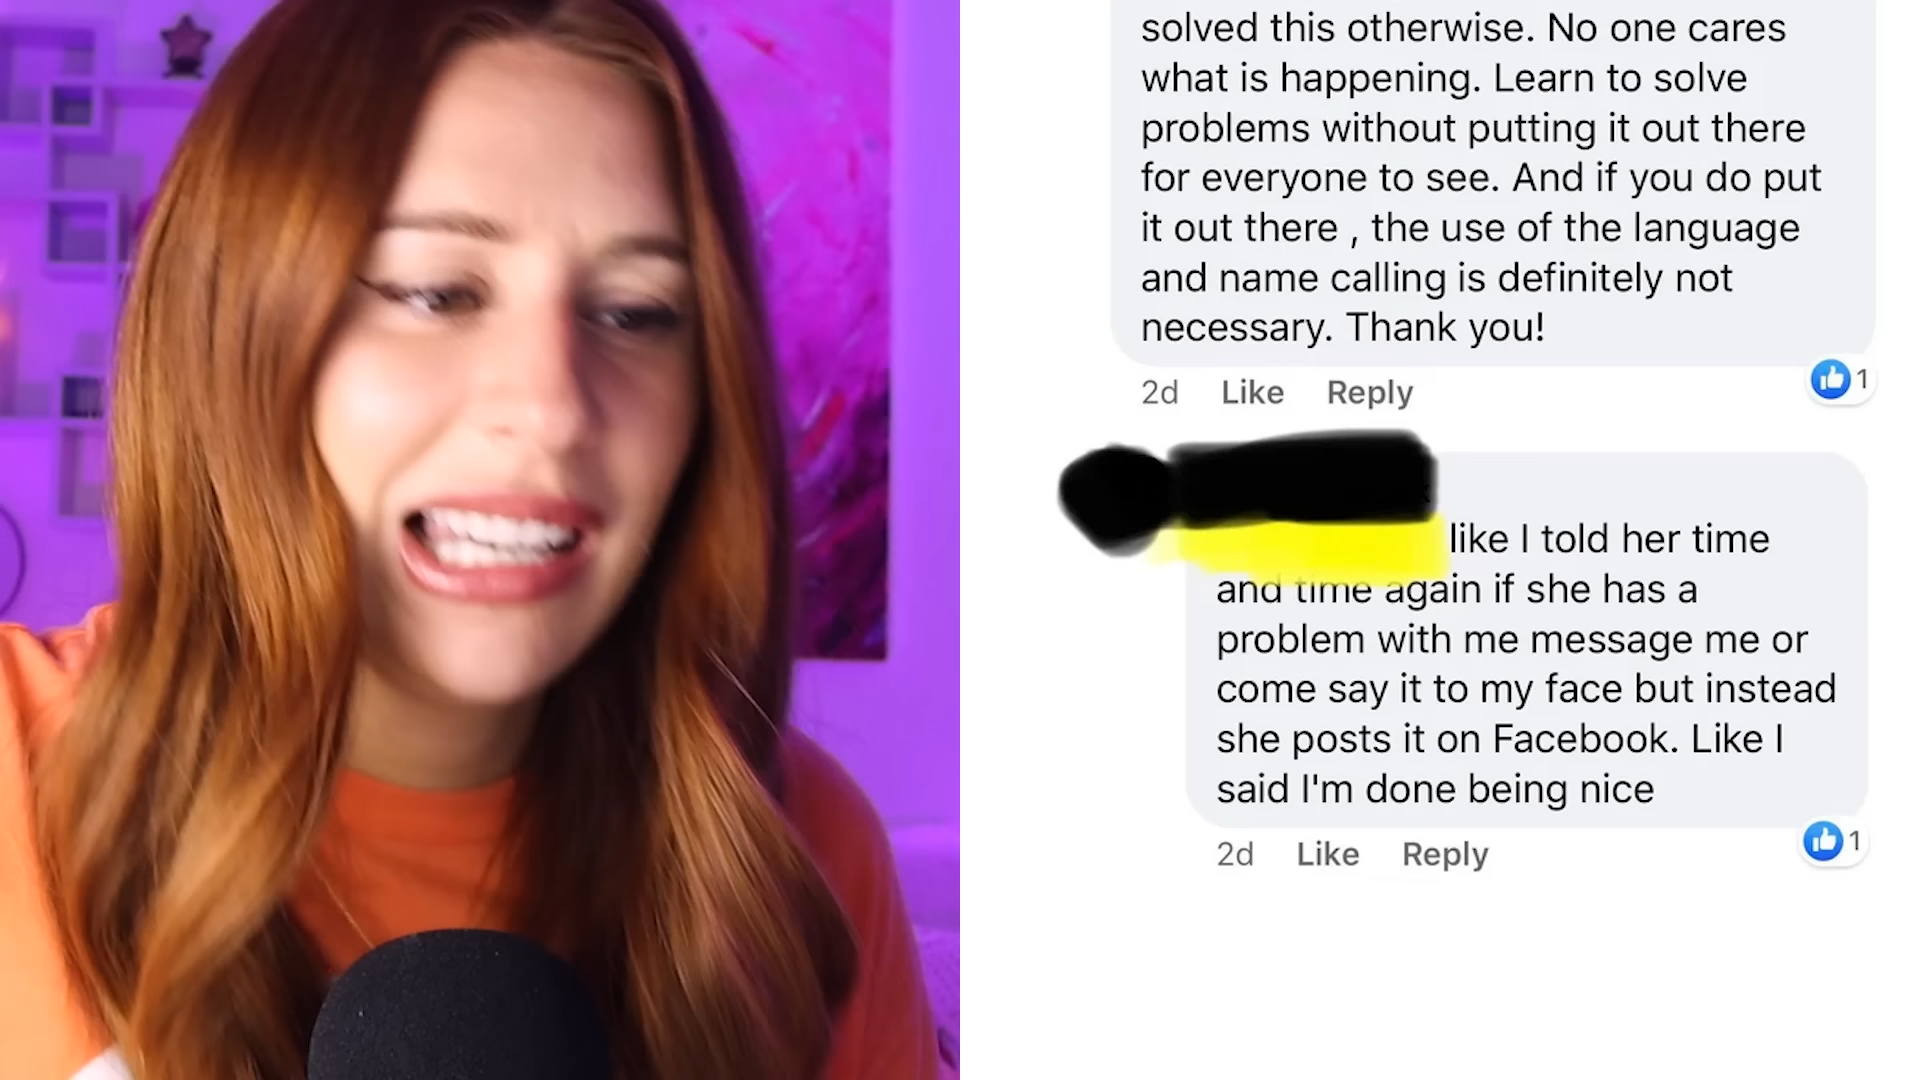 solved this otherwise. No one cares
what is happening. Learn to solve
problems without putting it out there
for everyone to see. And if you do put
it out there , the use of the language
and name calling is definitely not
necessary. Thank you!
2d Like Reply
1
like I told her time
and time again if she has a
problem with me message me or
come say it to my face but instead
she posts it on Facebook. Like I
said I'm done being nice
2d Like Reply
1